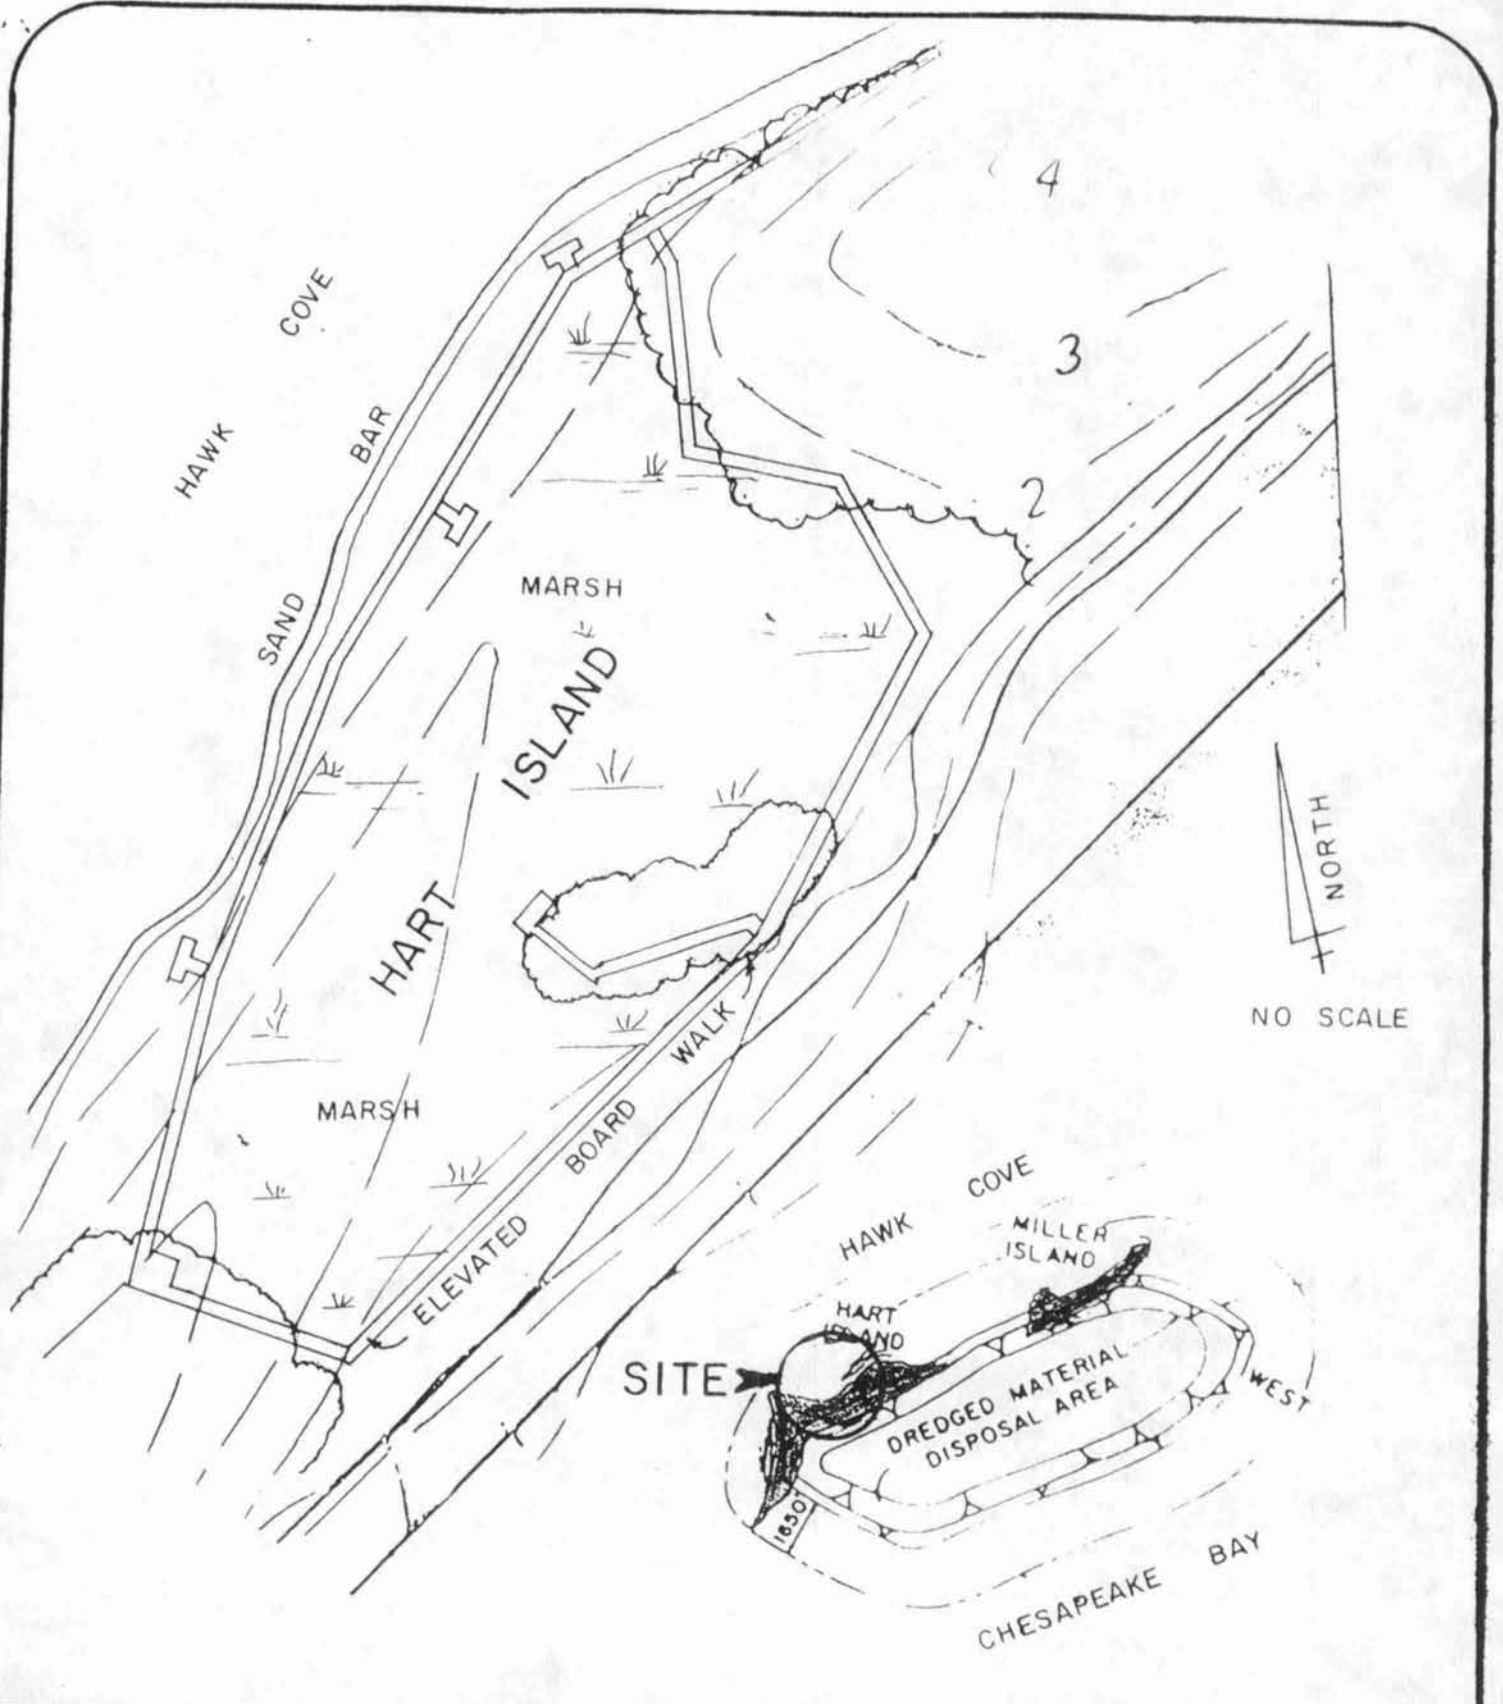 4
3
2
HAWK COVE
SAND BAR
MARSH
HART ISLAND
MARSH
ELEVATED BOARD WALK
NORTH
NO SCALE
HAWK COVE
MILLER
ISLAND
HART
ISLAND
SITE
DREDGED MATERIAL
DISPOSAL AREA
WEST
1650'
CHESAPEAKE BAY